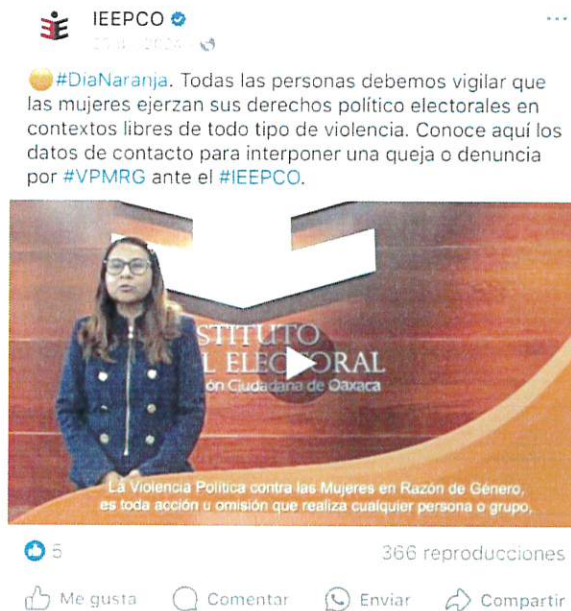 IEEPCO
#DiaNaranja. Todas las personas debemos vigilar que
las mujeres ejerzan sus derechos político electorales en
contextos libres de todo tipo de violencia. Conoce aquí los
datos de contacto para interponer una queja o denuncia
por #VPMRG ante el #IEEPCO.
STITUTO
L ELECTORAL
ón Ciudadana de Oaxaca
La Violencia Política contra las Mujeres en Razón de Género,
es toda acción u omisión que realiza cualquier persona o grupo,
5
366 reproducciones
Me gusta
Comentar
Enviar
Compartir